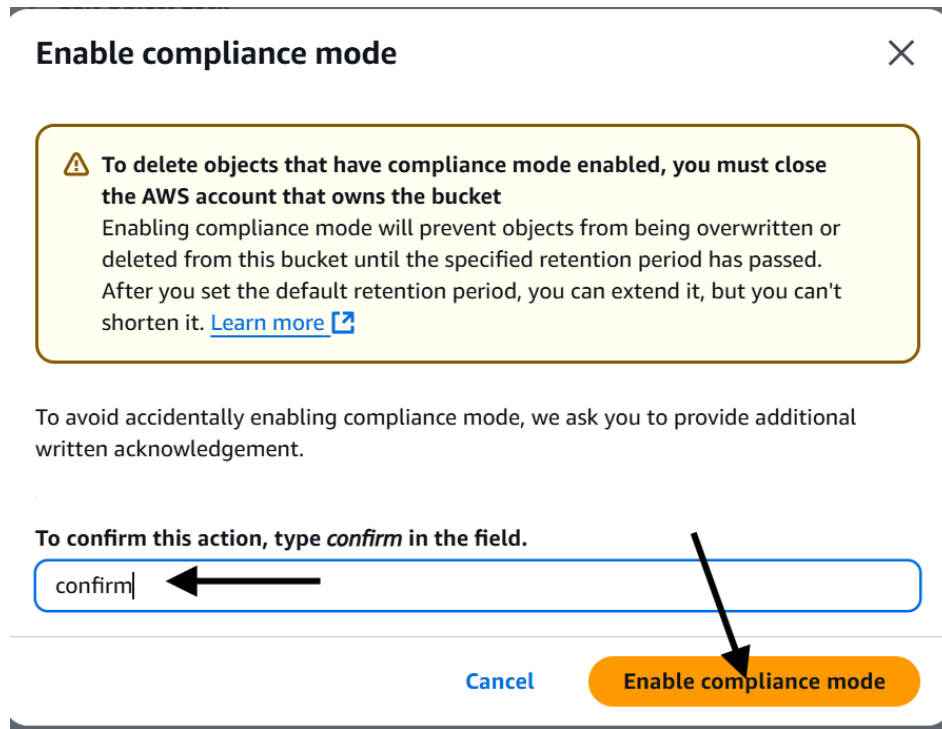 Enable compliance mode
To delete objects that have compliance mode enabled, you must close
the AWS account that owns the bucket
Enabling compliance mode will prevent objects from being overwritten or
deleted from this bucket until the specified retention period has passed.
After you set the default retention period, you can extend it, but you can't
shorten it. Learn more
To avoid accidentally enabling compliance mode, we ask you to provide additional
written acknowledgement.
To confirm this action, type confirm in the field.
confirm
Cancel
Enable compliance mode